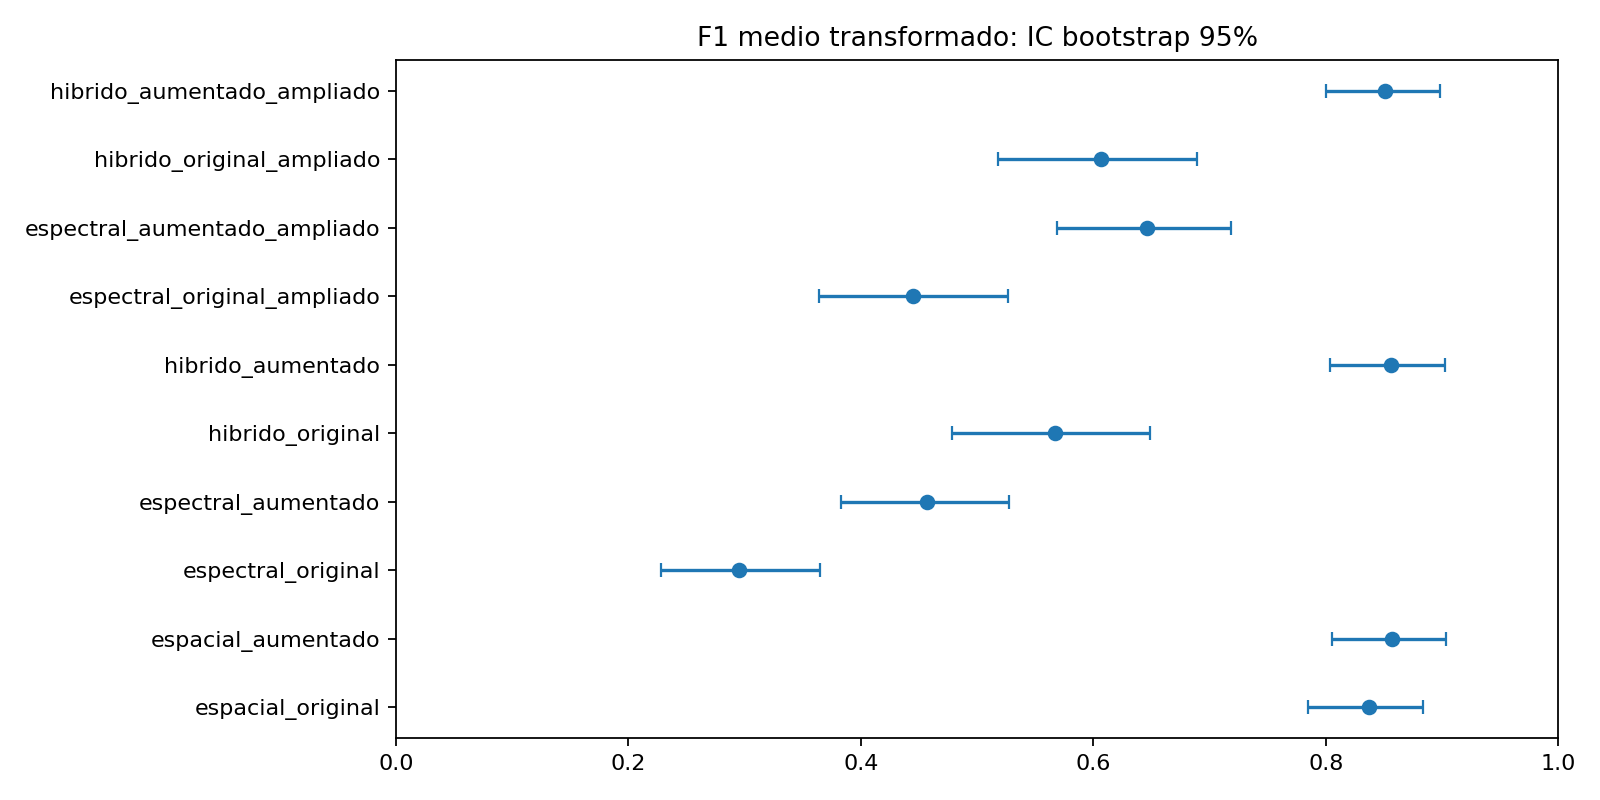 F1 medio transformado: IC bootstrap 95%
hibrido_aumentado_ampliado
hibrido_original_ampliado
espectral_aumentado_ampliado
espectral_original_ampliado
hibrido_aumentado
hibrido_original
espectral_aumentado
espectral_original
espacial_aumentado
espacial_original
0.0 0.2 0.4 0.6 0.8 1.0